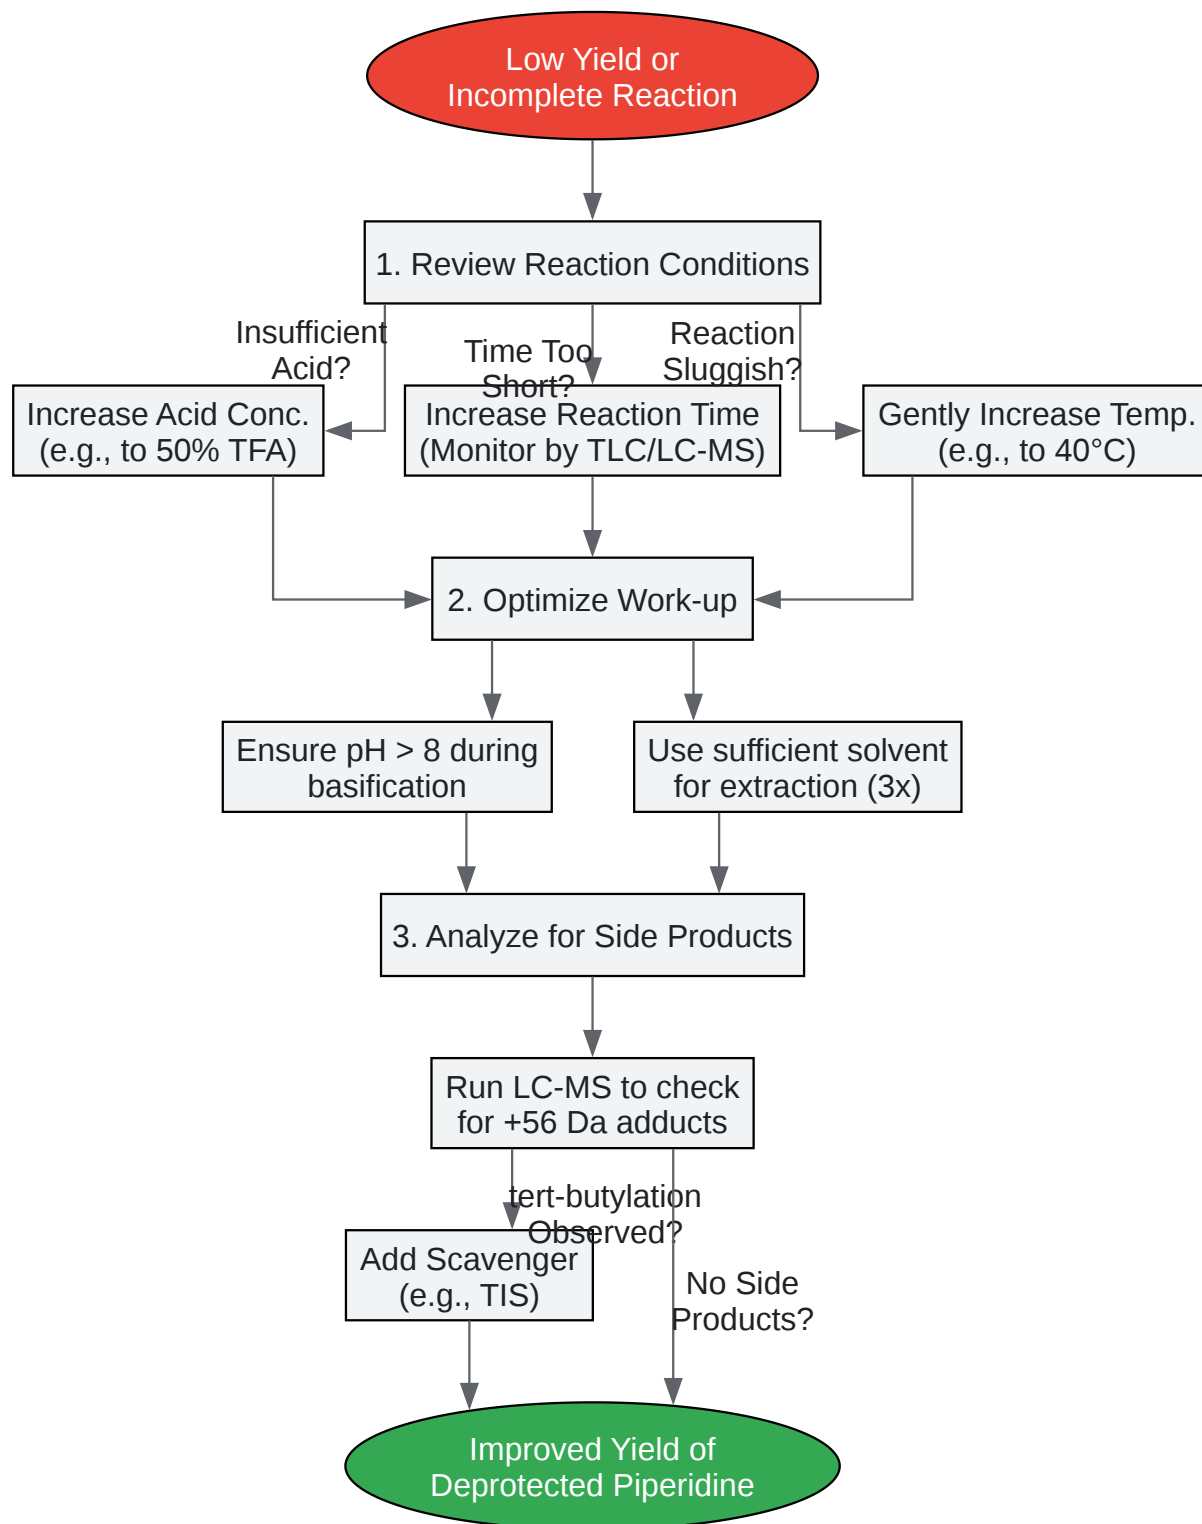 Low Yield or
Incomplete Reaction
1. Review Reaction Conditions
Insufficient
Acid?
Time Too
Short?
Reaction
Sluggish?
Increase Acid Conc.
(e.g., to 50% TFA)
Increase Reaction Time
(Monitor by TLC/LC-MS)
Gently Increase Temp.
(e.g., to 40°C)
2. Optimize Work-up
Ensure pH > 8 during
basification
Use sufficient solvent
for extraction (3x)
3. Analyze for Side Products
Run LC-MS to check
for +56 Da adducts
tert-butylation
Observed?
Add Scavenger
(e.g., TIS)
No Side
Products?
Improved Yield of
Deprotected Piperidine